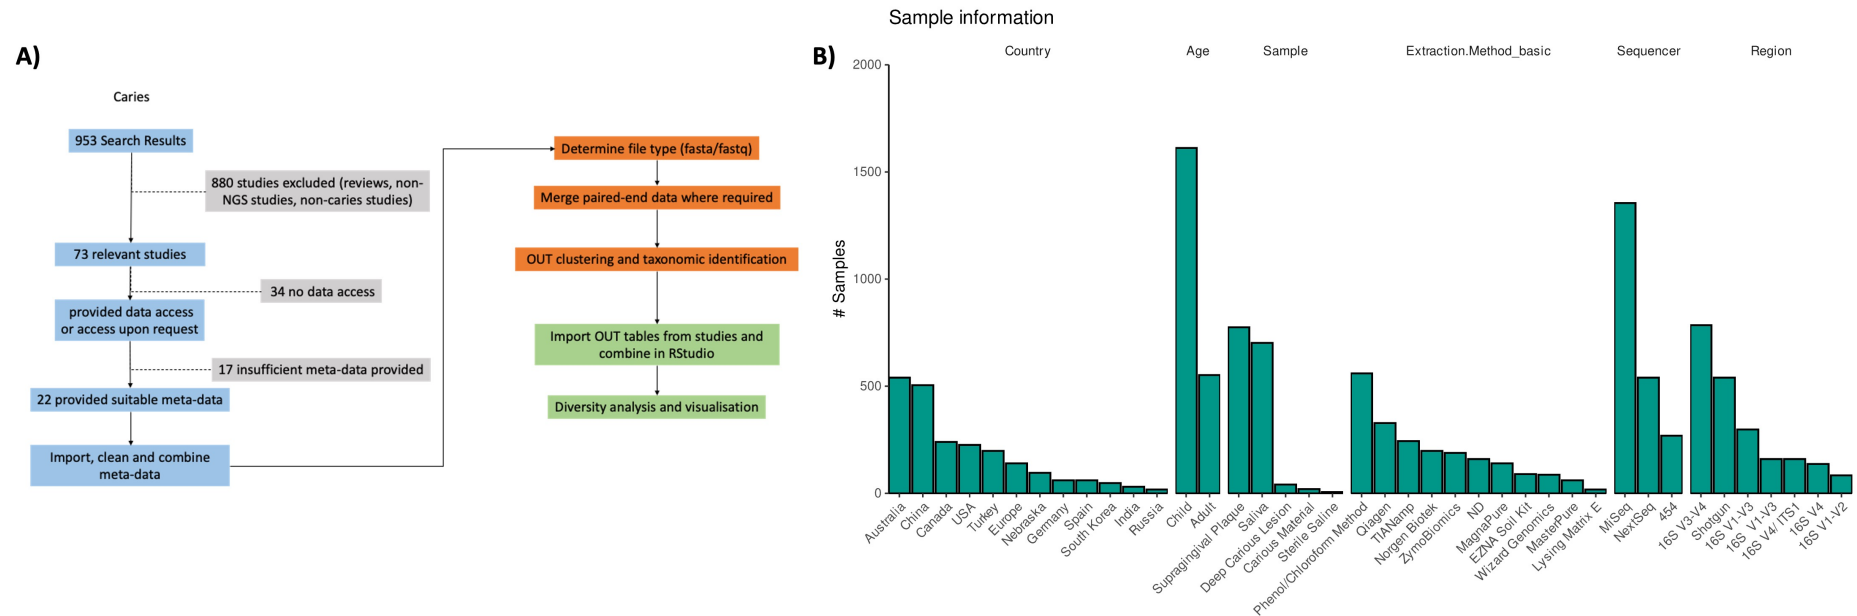 A)
Caries
953 Search Results
880 studies excluded (reviews, non-
NGS studies, non-caries studies)
73 relevant studies
34 no data access
provided data access
or access upon request
17 insufficient meta-data provided
22 provided suitable meta-data
Import, clean and combine
meta-data
Determine file type (fasta/fastq)
Merge paired-end data where required
OUT clustering and taxonomic identification
Import OUT tables from studies and
combine in RStudio
Diversity analysis and visualisation
B)
Sample information
Country
Age
Sample
Extraction.Method_basic
Sequencer
Region
# Samples
2000
1500
1000
500
0
Australia
China
Canada
USA
Turkey
Europe
Nebraska
Germany
Spain
South Korea
India
Russia
Child
Adult
Supragingival Plaque
Saliva
Deep Carious Lesion
Carious Material
Sterile Saline
Phenol/Chloroform Method
Qiagen
TIANamp
Norgen Biotek
ZymoBiomics
ND
MagnaPure
EZNA Soil Kit
Wizard Genomics
MasterPure
Lysing Matrix E
MiSeq
NextSeq
454
16S V3-V4
Shotgun
16S V1-V3
16S V1-V3
16S V4/ ITS1
16S V4
16S V1-V2